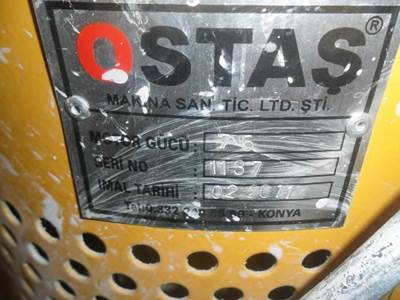 OSTAŞ®
MAKİNA SAN. TİC. LTD. ŞTİ.
MOTOR GÜCÜ :
SERİ NO : 1137
İMAL TARİHİ : 02.2011
KONYA